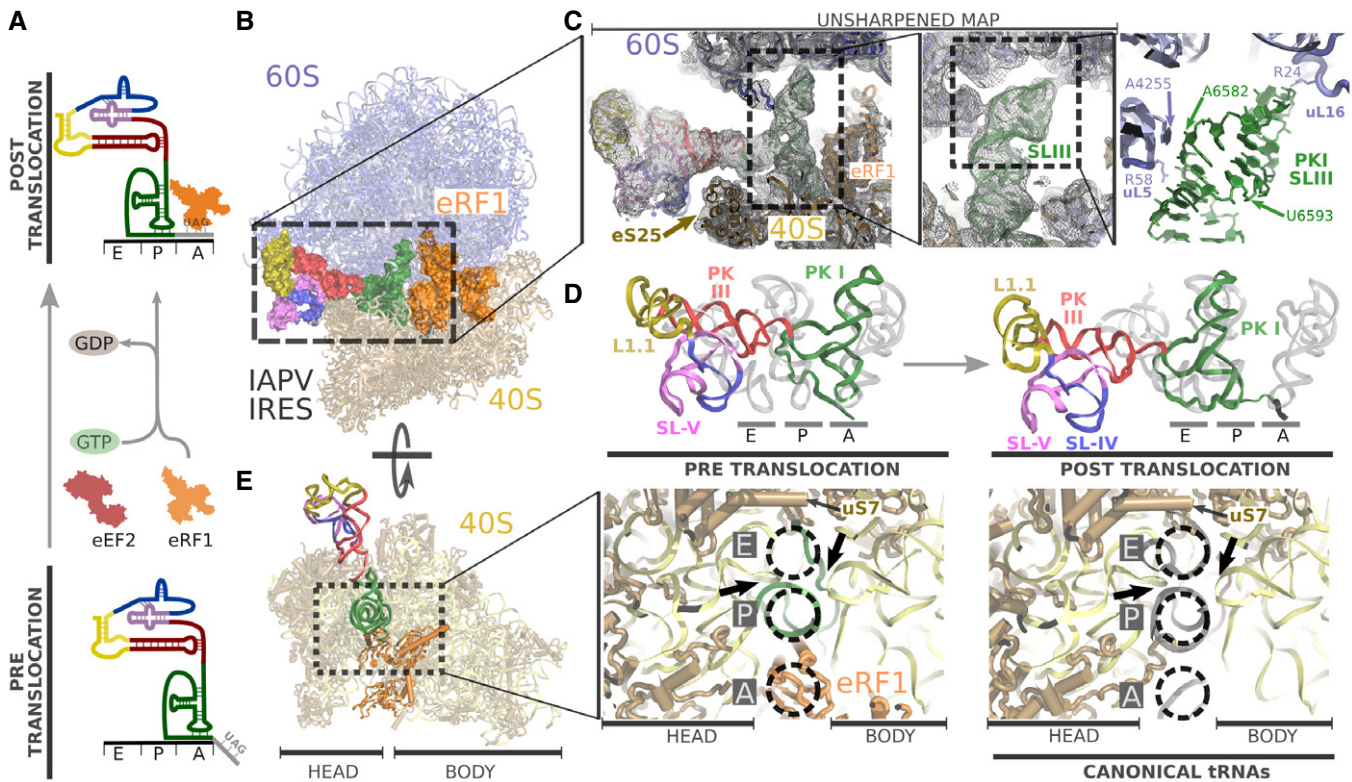 A
POST
TRANSLOCATION
UAG
E P A
GDP
GTP
eEF2 eRF1
PRE
TRANSLOCATION
UAG
E P A
B
60S
eRF1
IAPV
IRES
40S
C
UNSHARPENED MAP
60S
eRF1
eS25
40S
SLIII
A4255
A6582
R24
uL16
R58
uL5
PKI
SLIII
U6593
D
PK
III
PK I
L1.1
SL-V
E P A
PRE TRANSLOCATION
L1.1
PK
III
PK I
SL-V
SL-IV
E P A
POST TRANSLOCATION
E
40S
HEAD BODY
uS7
E
P
A
eRF1
HEAD BODY
uS7
E
P
A
HEAD BODY
CANONICAL tRNAs